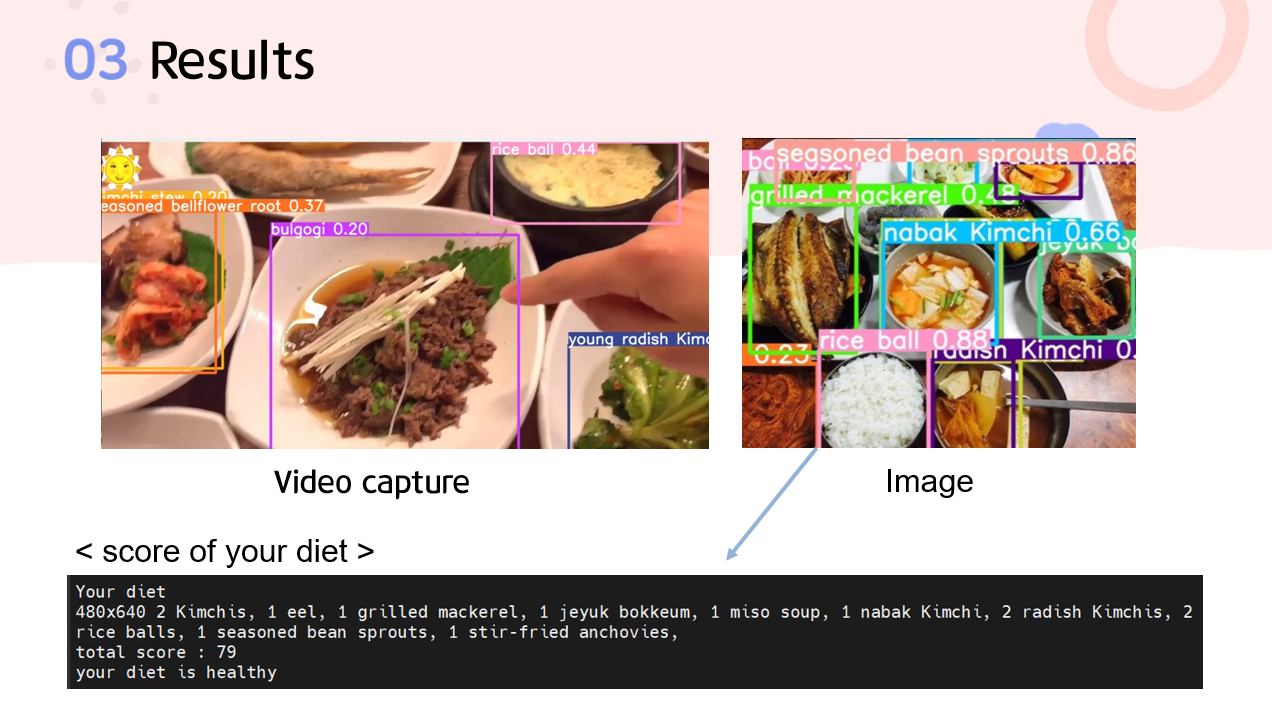 03 Results
rice ball 0.44
kimchi stew 0.20
seasoned bellflower root 0.37
bulgogi 0.20
young radish Kimc
seasoned bean sprouts 0.86
grilled mackerel 0.48
nabak Kimchi 0.66
jeyuk bo
rice ball 0.88
0.23
radish Kimchi 0.
Video capture
Image
< score of your diet >
Your diet
480x640 2 Kimchis, 1 eel, 1 grilled mackerel, 1 jeyuk bokkeum, 1 miso soup, 1 nabak Kimchi, 2 radish Kimchis, 2
rice balls, 1 seasoned bean sprouts, 1 stir-fried anchovies,
total score : 79
your diet is healthy